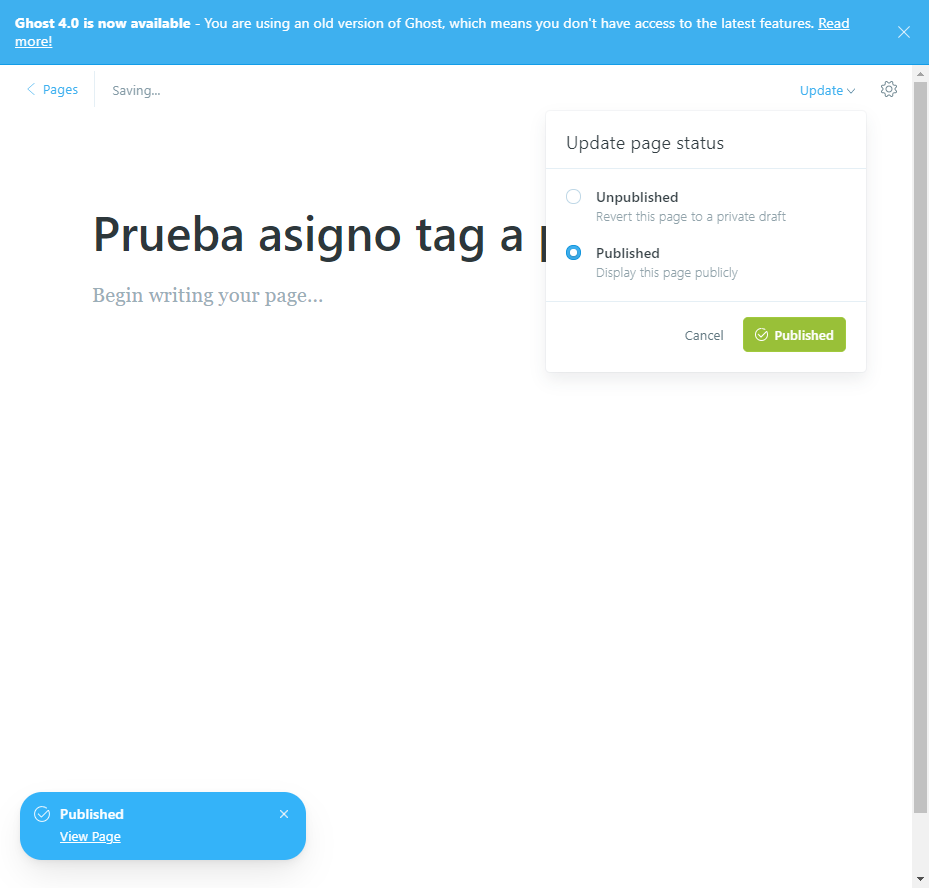 Ghost 4.0 is now available - You are using an old version of Ghost, which means you don't have access to the latest features. Read
more!
Pages
Saving...
Update
Update page status
Unpublished
Revert this page to a private draft
Published
Display this page publicly
Cancel
Published
Prueba asigno tag a
Begin writing your page...
Published
View Page